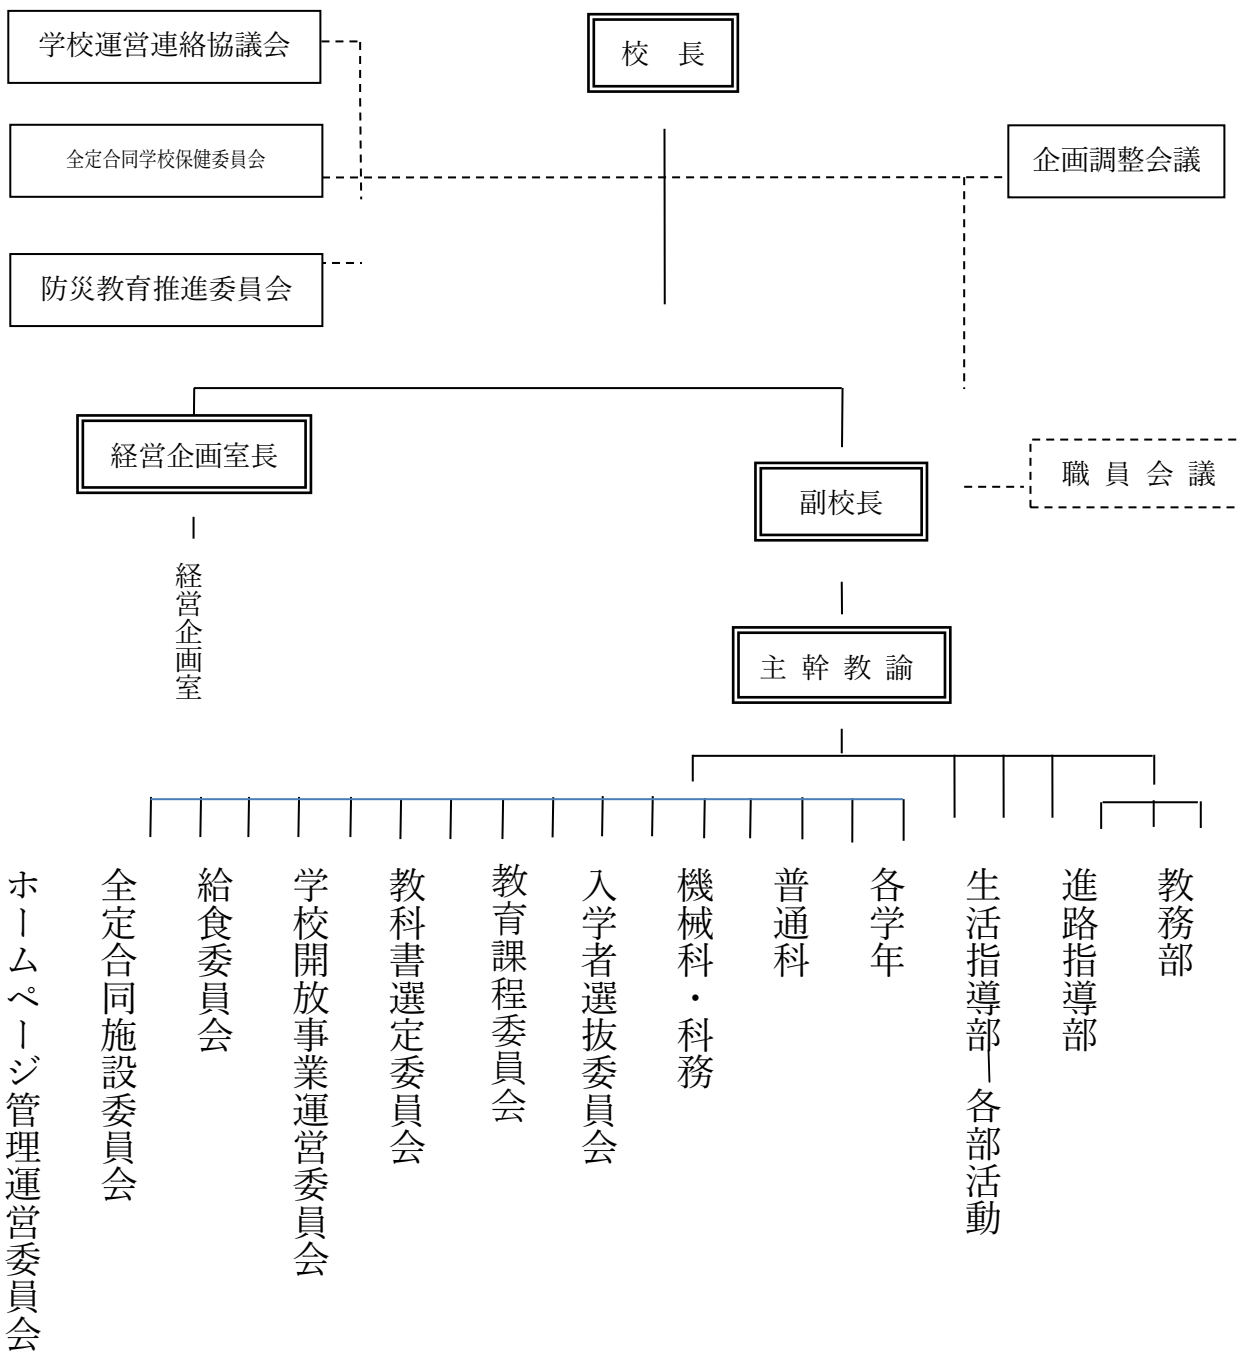 学校運営連絡協議会
校 長
全定合同学校保健委員会
企画調整会議
防災教育推進委員会
経営企画室長
職員会議
副校長
経営企画室
主幹教諭
教務部
進路指導部
生活指導部
各部活動
各学年
普通科
機械科・科務
入学者選抜委員会
教育課程委員会
教科書選定委員会
学校開放事業運営委員会
給食委員会
全定合同施設委員会
ホームページ管理運営委員会